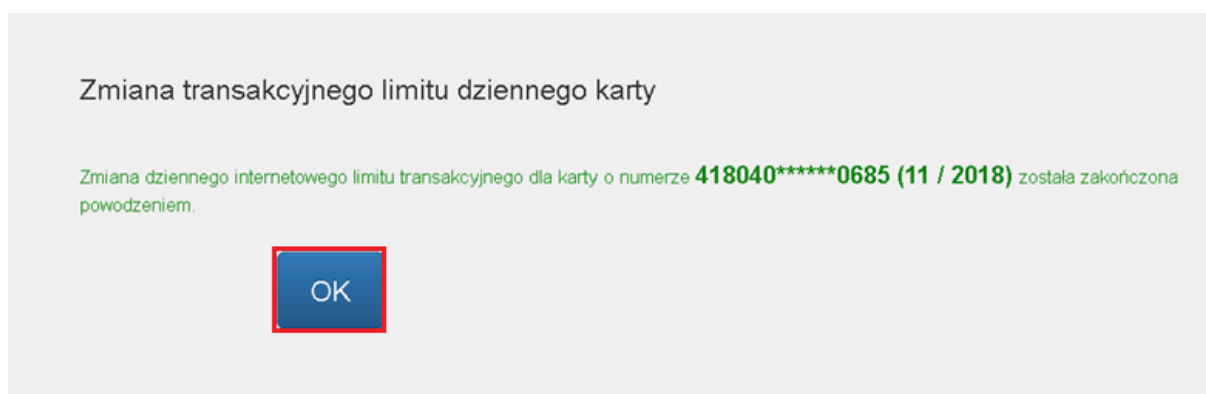 Zmiana transakcyjnego limitu dziennego karty
Zmiana dziennego internetowego limitu transakcyjnego dla karty o numerze 418040******0685 (11 / 2018) została zakończona
powodzeniem.
OK